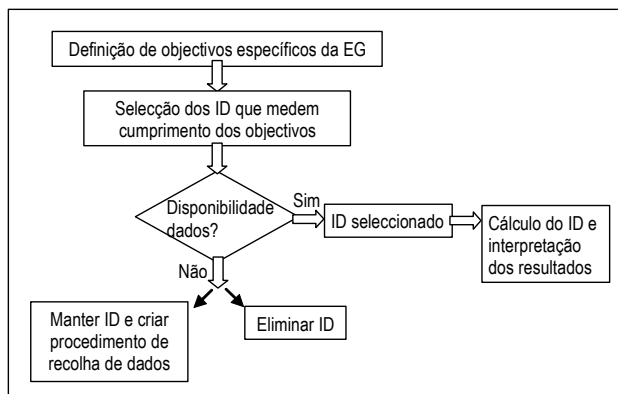 Definição de objectivos específicos da EG
Selecção dos ID que medem
cumprimento dos objectivos
Disponibilidade
dados?
Sim
ID seleccionado
Cálculo do ID e
interpretação
dos resultados
Não
Manter ID e criar
procedimento de
recolha de dados
Eliminar ID